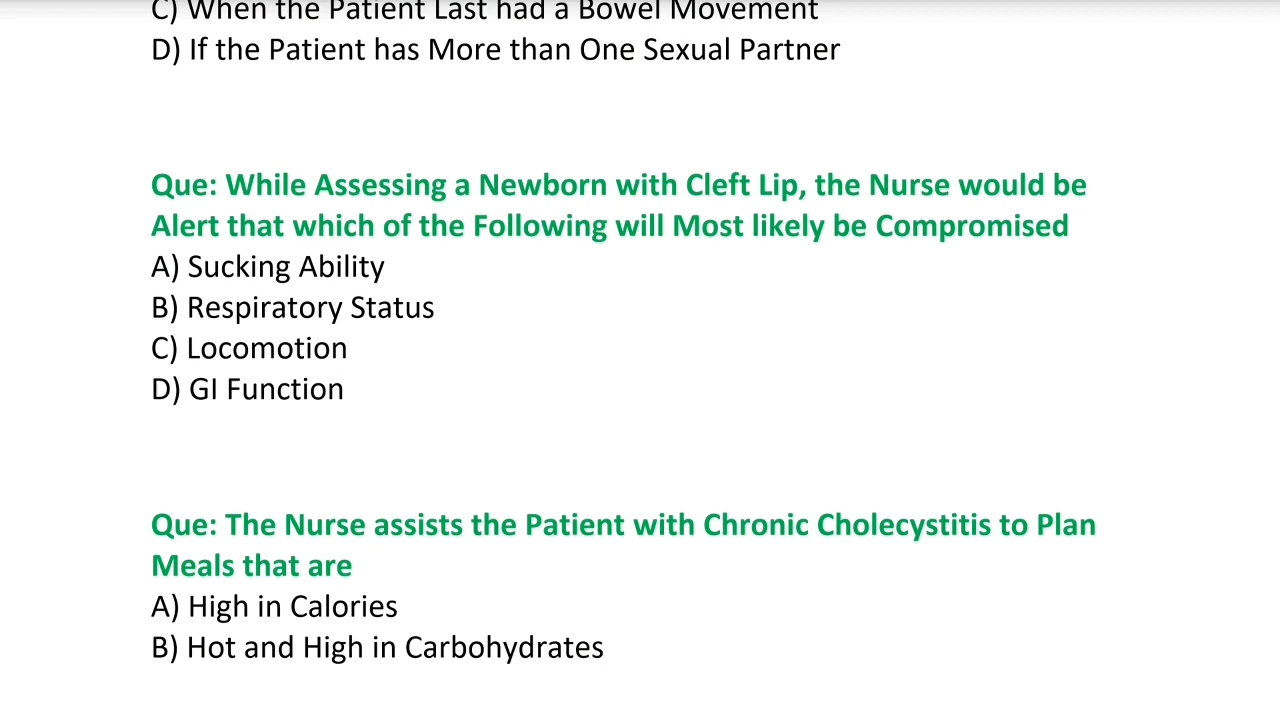 C) When the Patient Last had a Bowel Movement
D) If the Patient has More than One Sexual Partner
Que: While Assessing a Newborn with Cleft Lip, the Nurse would be
Alert that which of the Following will Most likely be Compromised
A) Sucking Ability
B) Respiratory Status
C) Locomotion
D) GI Function
Que: The Nurse assists the Patient with Chronic Cholecystitis to Plan
Meals that are
A) High in Calories
B) Hot and High in Carbohydrates